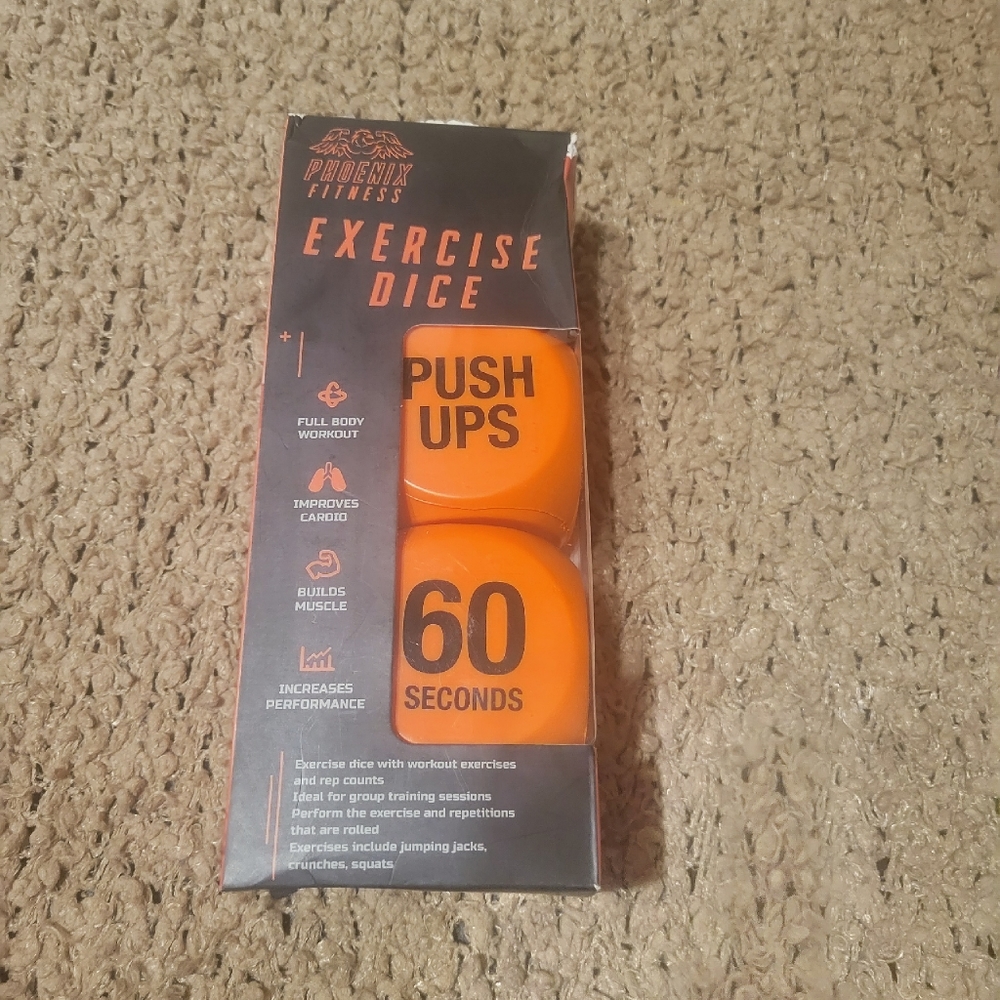 PHOENIX
FITNESS
EXERCISE
DICE
PUSH
UPS
FULL BODY
WORKOUT
IMPROVES
CARDIO
BUILDS
MUSCLE
60
SECONDS
INCREASES
PERFORMANCE
Exercise dice with workout exercises
and rep counts
Ideal for group training sessions
Perform the exercise and repetitions
that are rolled
Exercises include jumping jacks,
crunches, squats